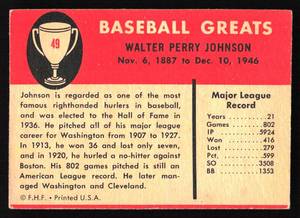 49
BASEBALL GREATS
WALTER PERRY JOHNSON
Nov. 6, 1887 to Dec. 10, 1946
Johnson is regarded as one of the most
famous righthanded hurlers in baseball,
and was elected to the Hall of Fame in
1936. He pitched all of his major league
career for Washington from 1907 to 1927.
In 1913, he won 36 and lost only seven,
and in 1920, he hurled a no-hitter against
Boston. His 802 games pitched is still an
American League record. He later man-
aged Washington and Cleveland.
© F.H.F. • Printed U.S.A.
Major League
Record
Years 21
Games 802
IP 5924
Won 416
Lost 279
Pct. .599
SO 3508
BB 1353